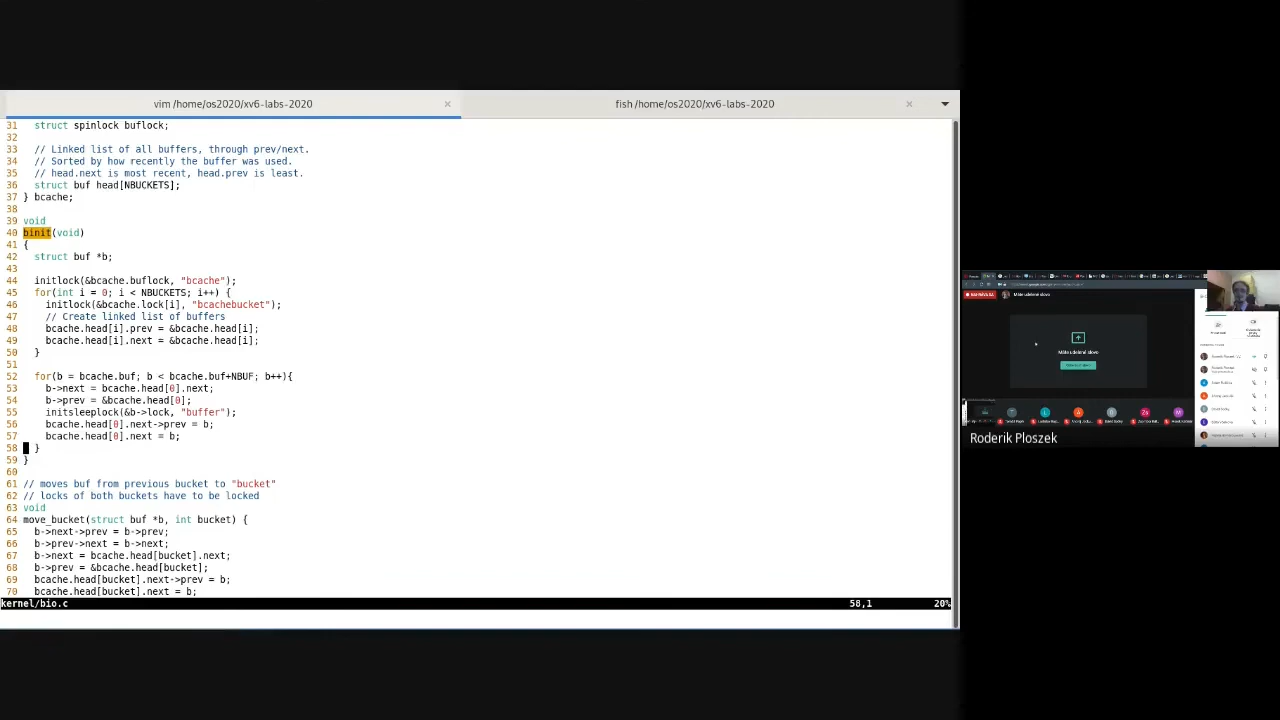 vim /home/os2020/xv6-labs-2020
fish /home/os2020/xv6-labs-2020
31 struct spinlock buflock;
32
33 // Linked list of all buffers, through prev/next.
34 // Sorted by how recently the buffer was used.
35 // head.next is most recent, head.prev is least.
36 struct buf head[NBUCKETS];
37 } bcache;
38
39 void
40 binit(void)
41 {
42 struct buf *b;
43
44 initlock(&bcache.buflock, "bcache");
45 for(int i = 0; i < NBUCKETS; i++) {
46 initlock(&bcache.lock[i], "bcachebucket");
47 // Create linked list of buffers
48 bcache.head[i].prev = &bcache.head[i];
49 bcache.head[i].next = &bcache.head[i];
50 }
51
52 for(b = bcache.buf; b < bcache.buf+NBUF; b++){
53 b->next = bcache.head[0].next;
54 b->prev = &bcache.head[0];
55 initsleeplock(&b->lock, "buffer");
56 bcache.head[0].next->prev = b;
57 bcache.head[0].next = b;
58 }
59 }
60
61 // moves buf from previous bucket to "bucket"
62 // locks of both buckets have to be locked
63 void
64 move_bucket(struct buf *b, int bucket) {
65 b->next->prev = b->prev;
66 b->prev->next = b->next;
67 b->next = bcache.head[bucket].next;
68 b->prev = &bcache.head[bucket];
69 bcache.head[bucket].next->prev = b;
70 bcache.head[bucket].next = b;
kernel/bio.c 58,1 20%
Máte udelené slovo
Máte udelené slovo
Roderik Ploszek